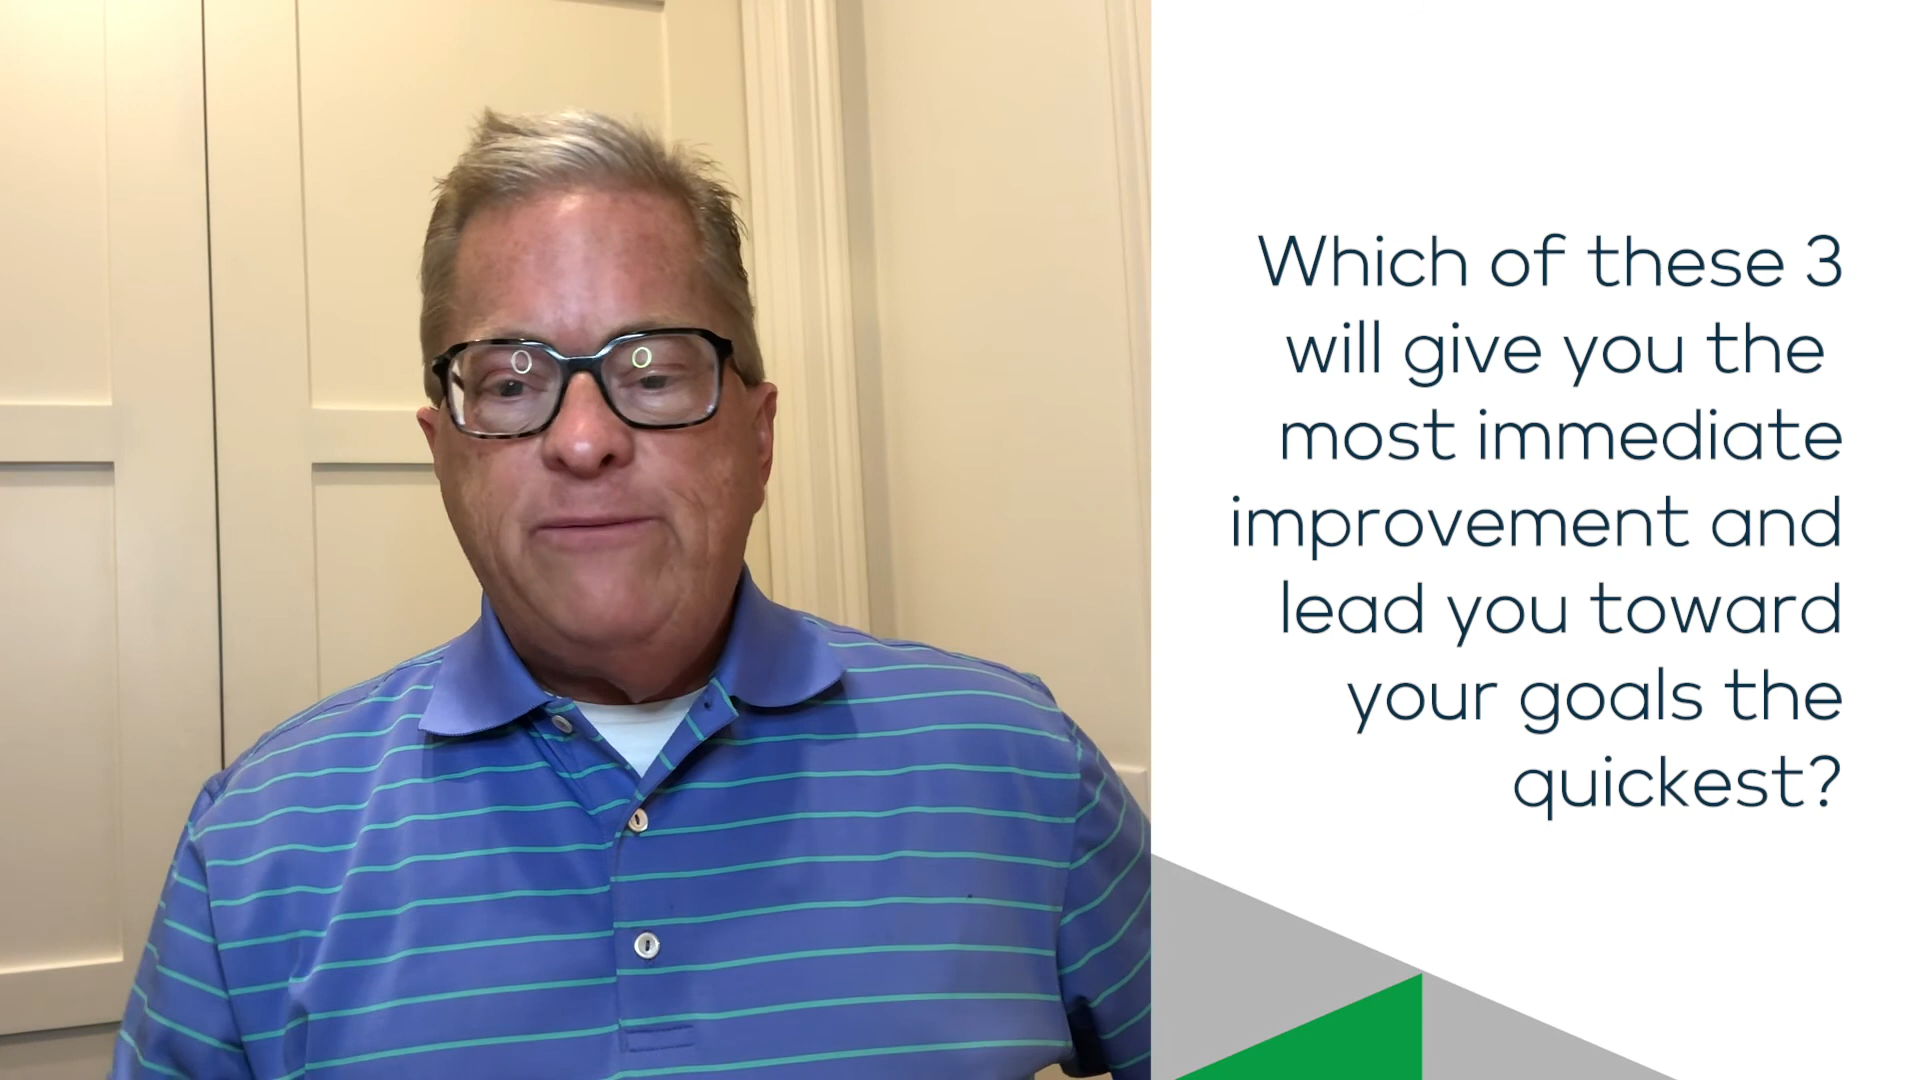 Which of these 3
will give you the
most immediate
improvement and
lead you toward
your goals the
quickest?